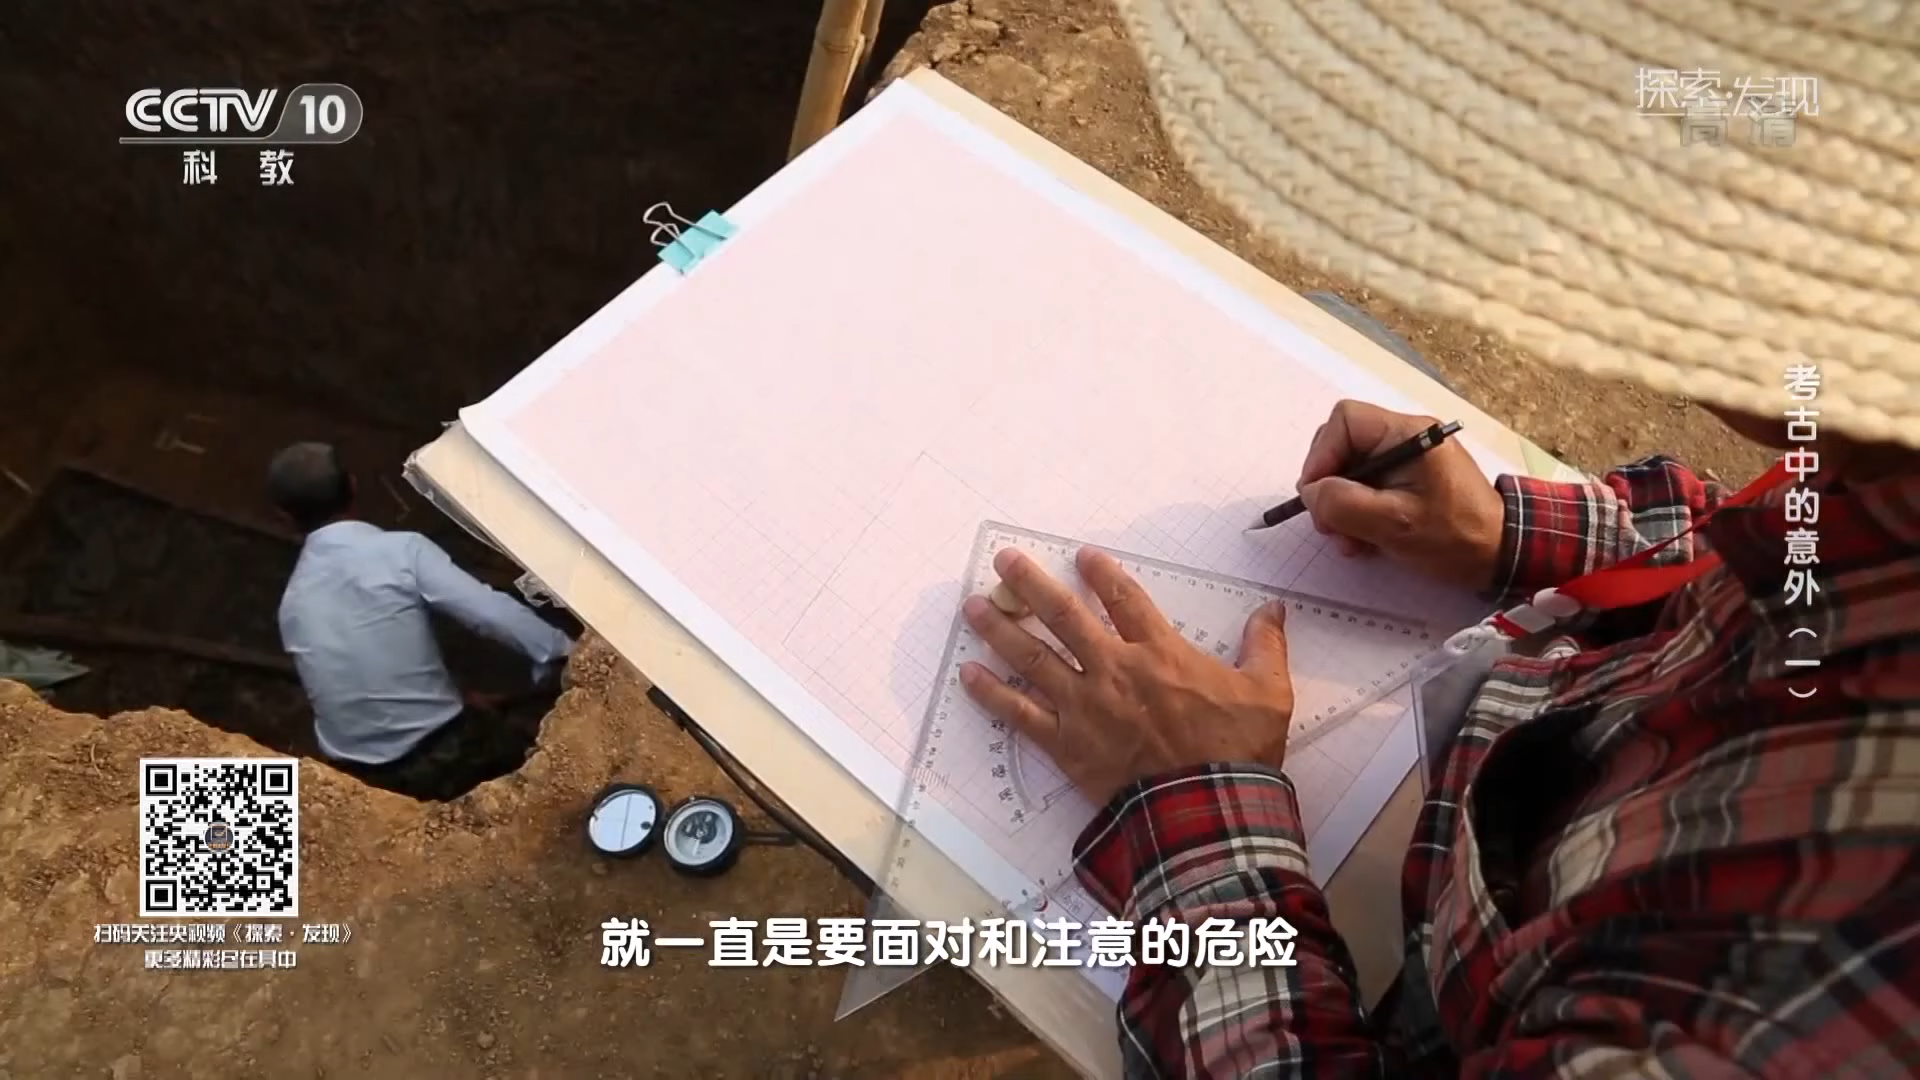 CCTV 10
科 教
探索·发现
高清
考古中的意外（一）
扫码关注央视频《探索·发现》
更多精彩尽在其中
就一直是要面对和注意的危险